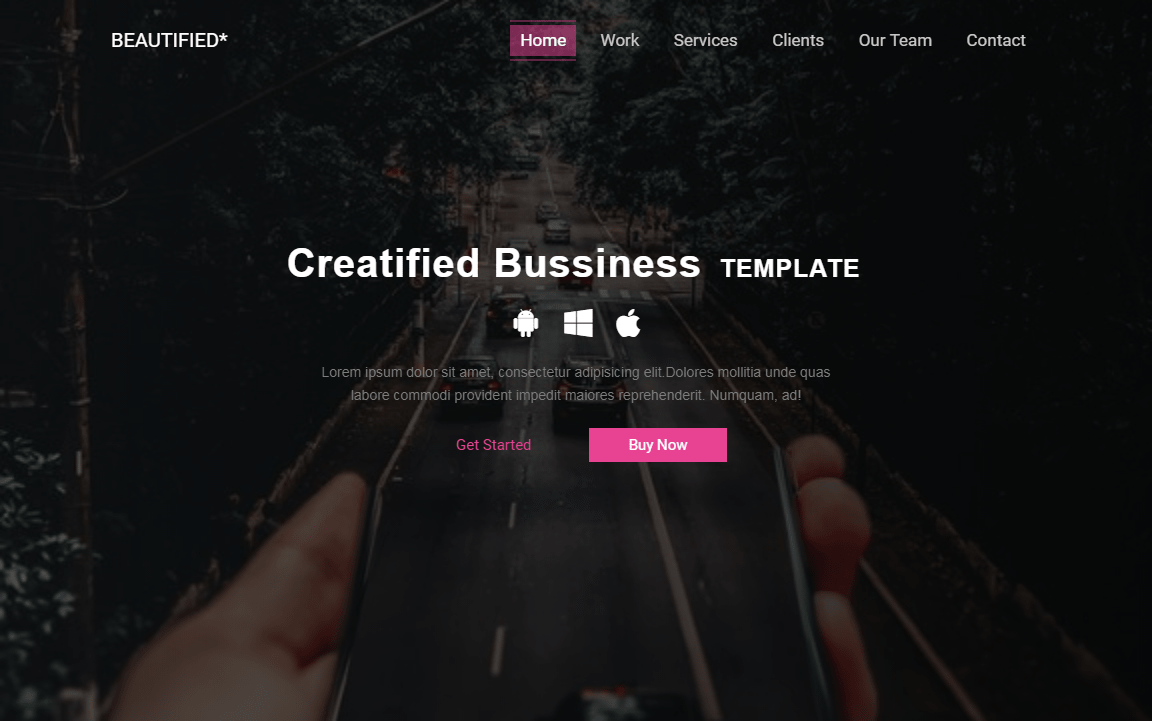 BEAUTIFIED*
Home Work Services Clients Our Team Contact
Creatified Bussiness TEMPLATE
Lorem ipsum dolor sit amet, consectetur adipisicing elit.Dolores mollitia unde quas
labore commodi provident impedit maiores reprehenderit. Numquam, ad!
Get Started Buy Now